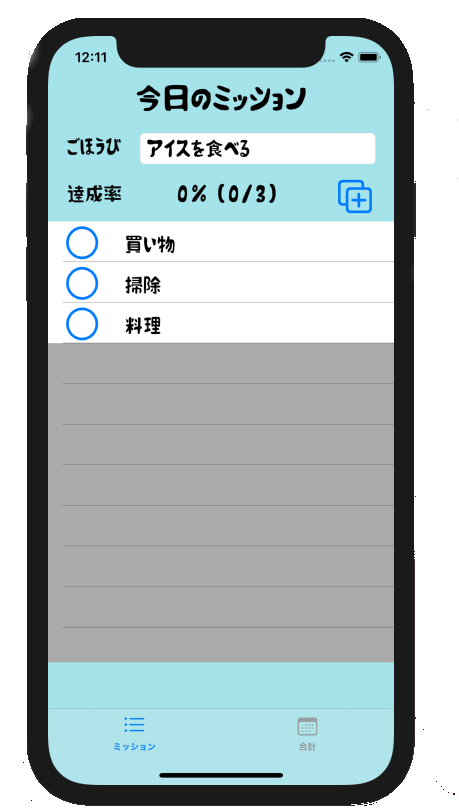 12:11
今日のミッション
ごほうび アイスを食べる
達成率 0% (0/3)
買い物
掃除
料理
ミッション 合計